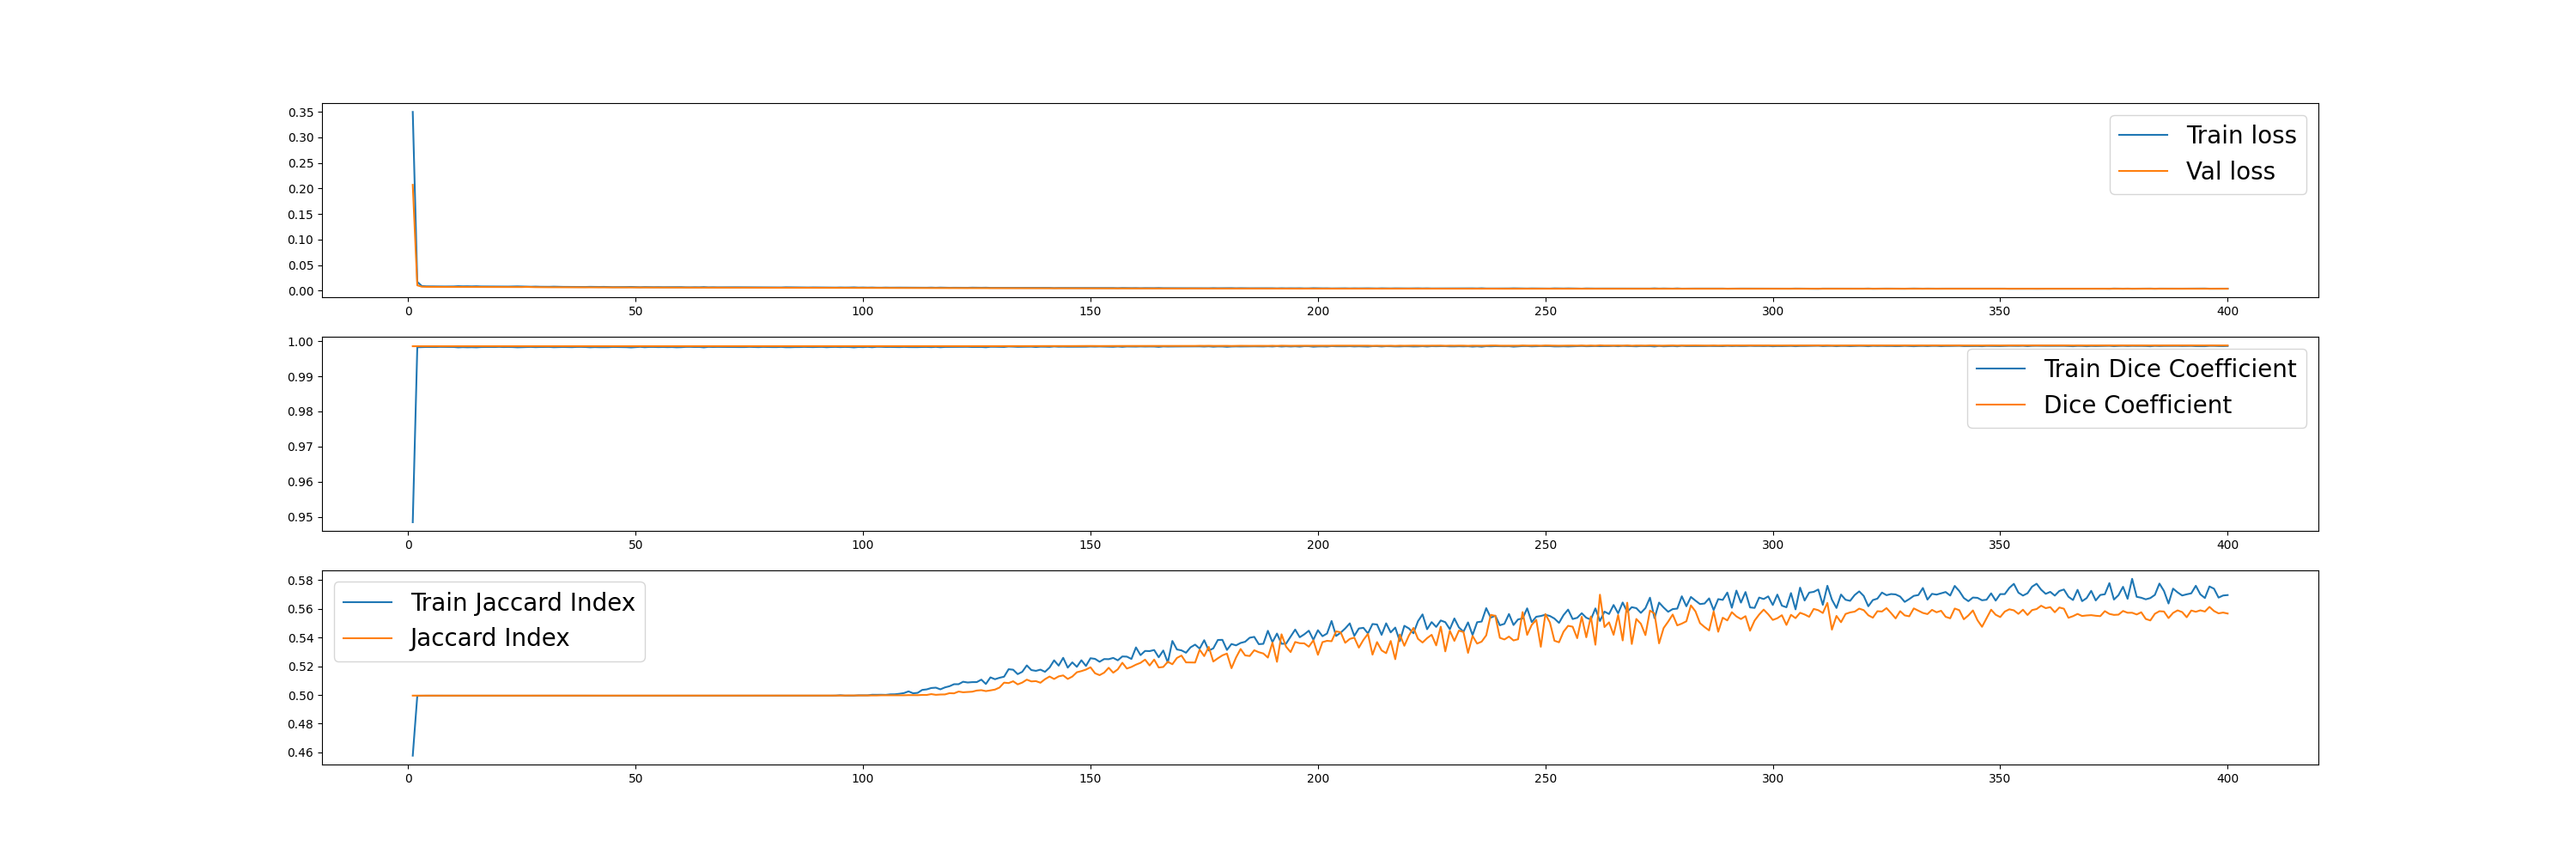 0.35
0.30
0.25
0.20
0.15
0.10
0.05
0.00
Train loss
Val loss
0 50 100 150 200 250 300 350 400
1.00
0.99
0.98
0.97
0.96
0.95
Train Dice Coefficient
Dice Coefficient
0 50 100 150 200 250 300 350 400
0.58
0.56
0.54
0.52
0.50
0.48
0.46
Train Jaccard Index
Jaccard Index
0 50 100 150 200 250 300 350 400